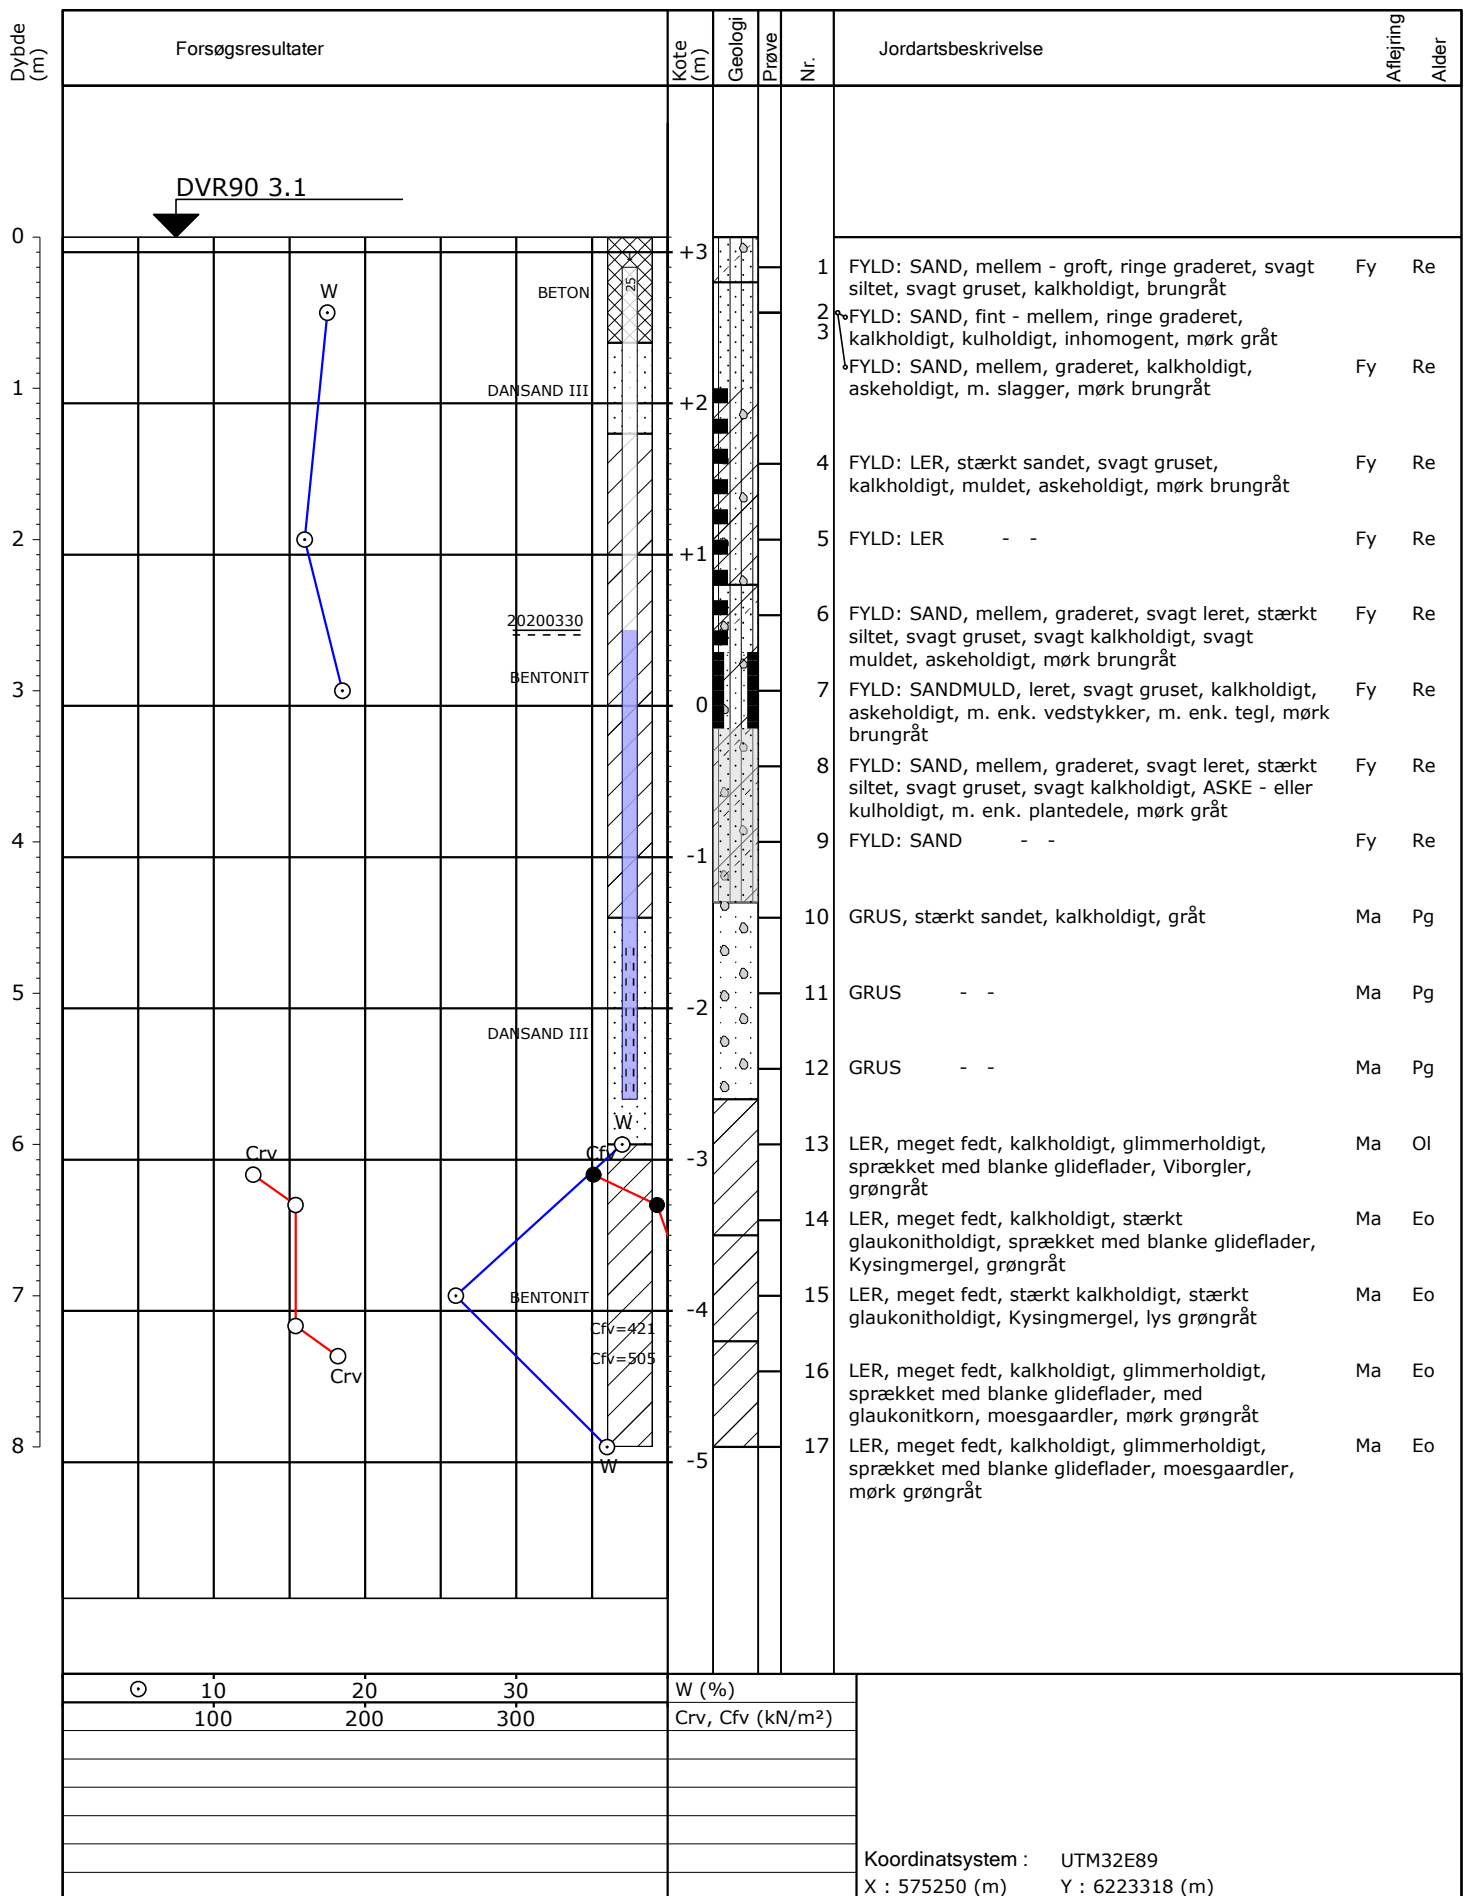 Dybde (m)
Forsøgsresultater
Kote (m)
Geologi
Prøve
Nr.
Jordartsbeskrivelse
Aflejring
Alder
DVR90 3.1
0
+3
1 FYLD: SAND, mellem - groft, ringe graderet, svagt Fy Re
siltet, svagt gruset, kalkholdigt, brungråt
W
BETON
25
2 FYLD: SAND, fint - mellem, ringe graderet,
3 kalkholdigt, kulholdigt, inhomogent, mørk gråt
FYLD: SAND, mellem, graderet, kalkholdigt, Fy Re
askeholdigt, m. slagger, mørk brungråt
1
DANSAND III
+2
4 FYLD: LER, stærkt sandet, svagt gruset, Fy Re
kalkholdigt, muldet, askeholdigt, mørk brungråt
2
5 FYLD: LER - - Fy Re
+1
20200330
6 FYLD: SAND, mellem, graderet, svagt leret, stærkt Fy Re
siltet, svagt gruset, svagt kalkholdigt, svagt
muldet, askeholdigt, mørk brungråt
BENTONIT
3
0
7 FYLD: SANDMULD, leret, svagt gruset, kalkholdigt, Fy Re
askeholdigt, m. enk. vedstykker, m. enk. tegl, mørk
brungråt
8 FYLD: SAND, mellem, graderet, svagt leret, stærkt Fy Re
siltet, svagt gruset, svagt kalkholdigt, ASKE - eller
kulholdigt, m. enk. plantedele, mørk gråt
4
-1
9 FYLD: SAND - - Fy Re
10 GRUS, stærkt sandet, kalkholdigt, gråt Ma Pg
5
-2
11 GRUS - - Ma Pg
DANSAND III
12 GRUS - - Ma Pg
W
6
Crv
Cfv
-3
13 LER, meget fedt, kalkholdigt, glimmerholdigt, Ma Ol
sprækket med blanke glideflader, Viborgler,
grøngråt
14 LER, meget fedt, kalkholdigt, stærkt Ma Eo
glaukonitholdigt, sprækket med blanke glideflader,
Kysingmergel, grøngråt
7
BENTONIT
-4
15 LER, meget fedt, stærkt kalkholdigt, stærkt Ma Eo
glaukonitholdigt, Kysingmergel, lys grøngråt
Cfv=421
Cfv=505
Crv
16 LER, meget fedt, kalkholdigt, glimmerholdigt, Ma Eo
sprækket med blanke glideflader, med
glaukonitkorn, moesgaardler, mørk grøngråt
8
W
-5
17 LER, meget fedt, kalkholdigt, glimmerholdigt, Ma Eo
sprækket med blanke glideflader, moesgaardler,
mørk grøngråt
10 20 30 W (%)
100 200 300 Crv, Cfv (kN/m²)
Koordinatsystem : UTM32E89
X : 575250 (m) Y : 6223318 (m)